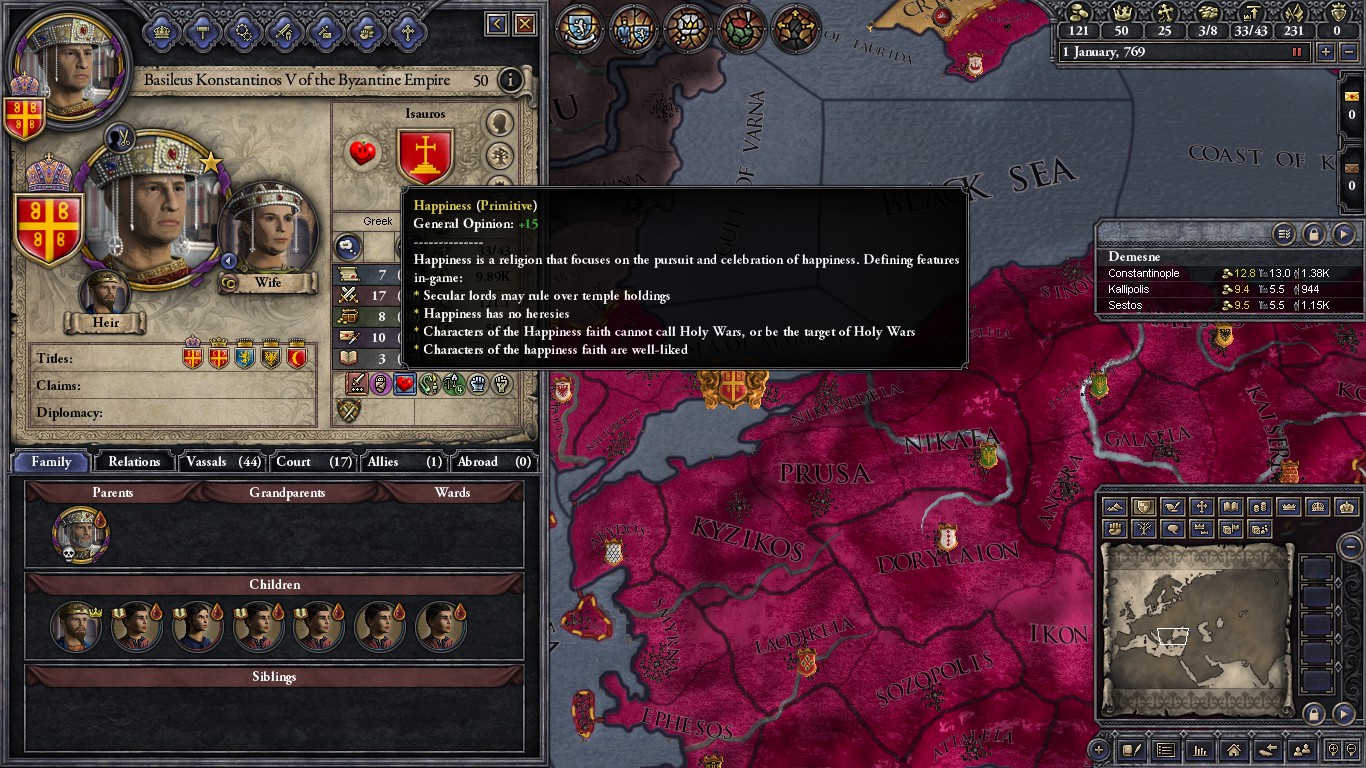 121 50 25 3/8 33/43 231 0
1 January, 769
Basileus Konstantinos V of the Byzantine Empire 50
Isauros
Greek
Wife
Heir
7
17
8
10
3
Titles:
Claims:
Diplomacy:
Happiness (Primitive)
General Opinion: +15
--------------
Happiness is a religion that focuses on the pursuit and celebration of happiness. Defining features
in-game:
* Secular lords may rule over temple holdings
* Happiness has no heresies
* Characters of the Happiness faith cannot call Holy Wars, or be the target of Holy Wars
* Characters of the happiness faith are well-liked
Family Relations Vassals (44) Court (17) Allies (1) Abroad (0)
Parents Grandparents Wards
Children
Siblings
OF TAURIDA
VARNA
BLACK SEA
COAST OF K
0
0
Demesne
Constantinople 12.8 13.0 1.38K
Kallipolis 9.4 5.5 944
Sestos 9.5 5.5 1.15K
NIKOMEDEIA
NIKAEA
GALATIA
PRUSA
ANCYRA
KYZIKOS
DORYLAION
SMYRNA
LAODIKEIA
IKON
SOZOPOLIS
EPHESOS
ATTALEIA